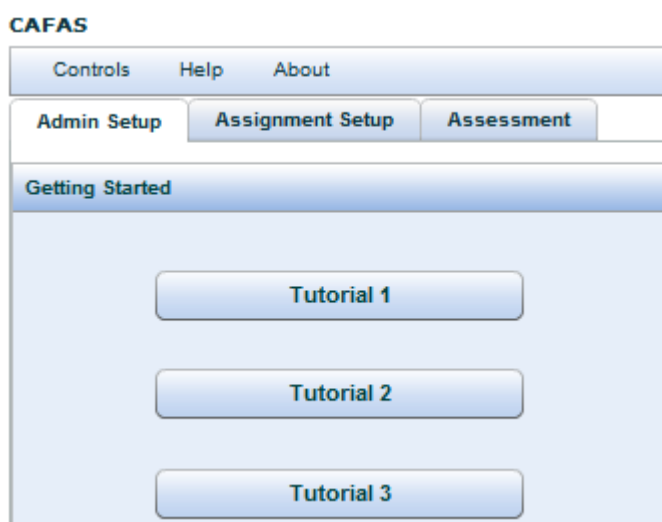 CAFAS
Controls Help About
Admin Setup Assignment Setup Assessment
Getting Started
Tutorial 1
Tutorial 2
Tutorial 3